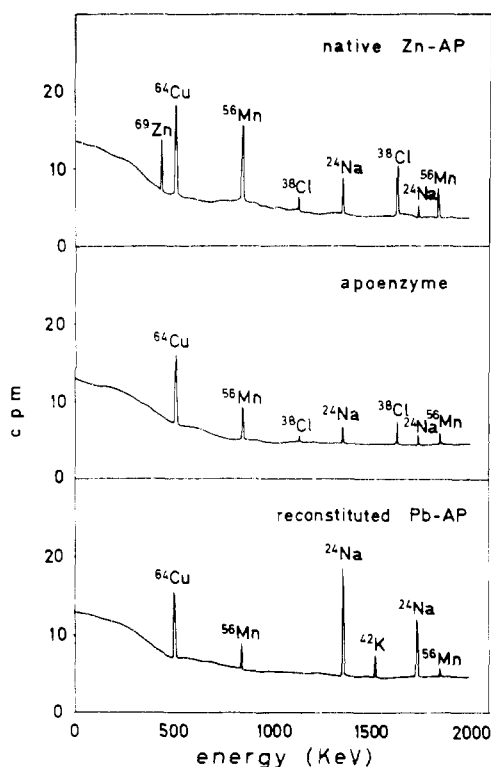 native Zn-AP
20
10
0
⁶⁹Zn
⁶⁴Cu
⁵⁶Mn
³⁸Cl
²⁴Na
³⁸Cl
²⁴Na
⁵⁶Mn
apoenzyme
20
10
0
⁶⁴Cu
⁵⁶Mn
³⁸Cl
²⁴Na
³⁸Cl
²⁴Na
⁵⁶Mn
cpm
reconstituted Pb-AP
20
10
0
⁶⁴Cu
⁵⁶Mn
²⁴Na
⁴²K
²⁴Na
⁵⁶Mn
0 500 1000 1500 2000
energy (KeV)